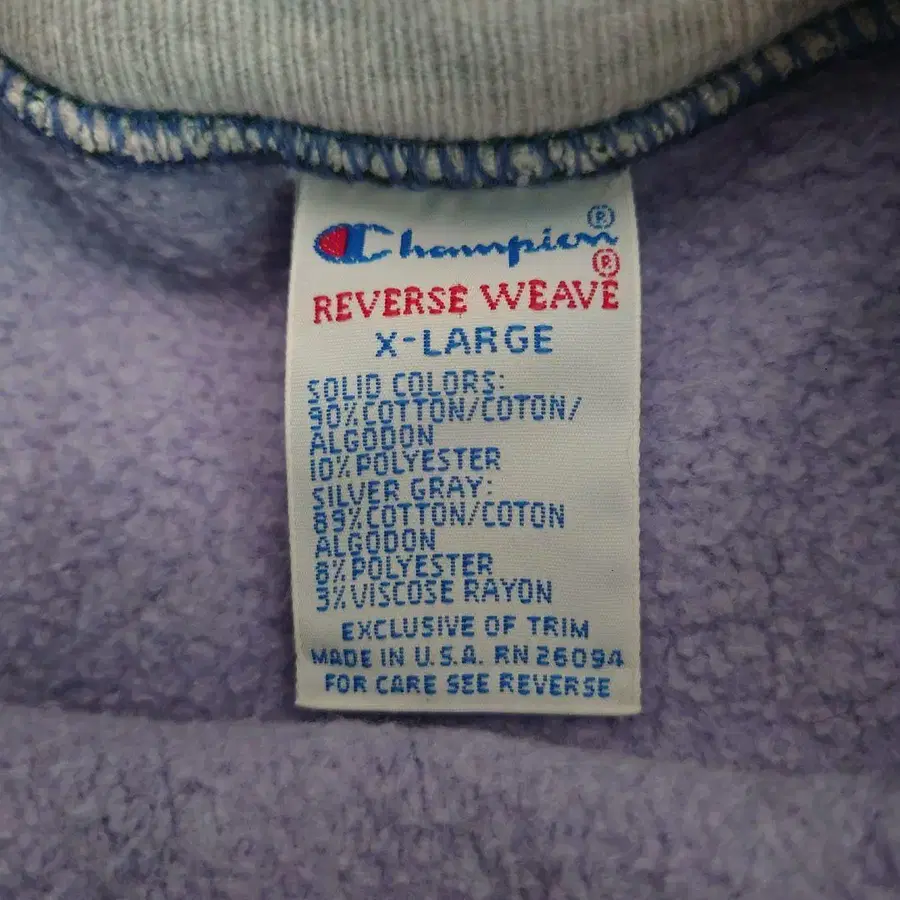 Champion®
REVERSE WEAVE®
X-LARGE
SOLID COLORS:
90% COTTON/COTON/
ALGODON
10% POLYESTER
SILVER GRAY:
89% COTTON/COTON
ALGODON
8% POLYESTER
3% VISCOSE RAYON
EXCLUSIVE OF TRIM
MADE IN U.S.A. RN 26094
FOR CARE SEE REVERSE